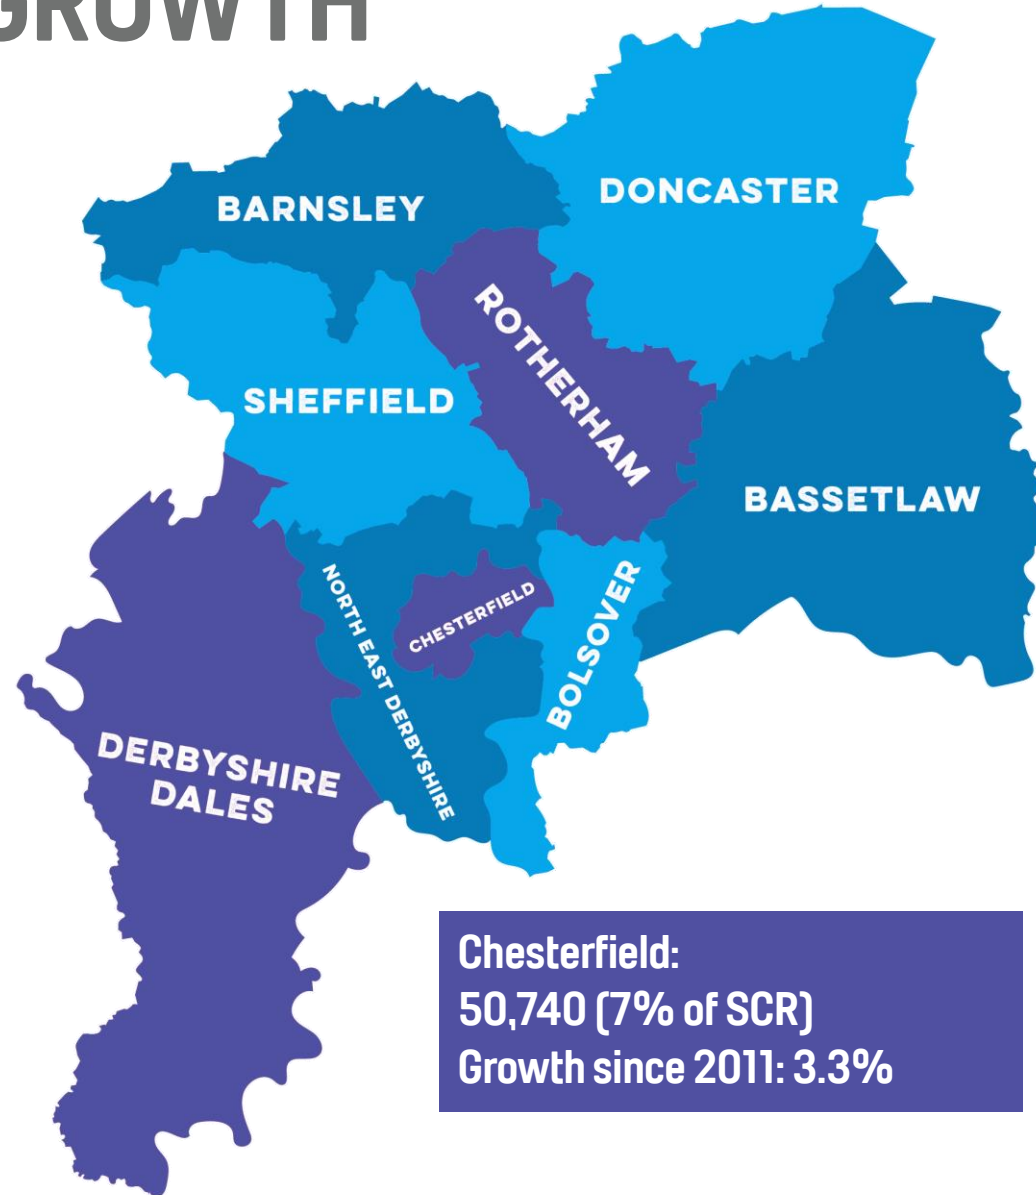 GROWTH
BARNSLEY
DONCASTER
ROTHERHAM
SHEFFIELD
BASSETLAW
NORTH EAST DERBYSHIRE
CHESTERFIELD
BOLSOVER
DERBYSHIRE
DALES
Chesterfield:
50,740 (7% of SCR)
Growth since 2011: 3.3%